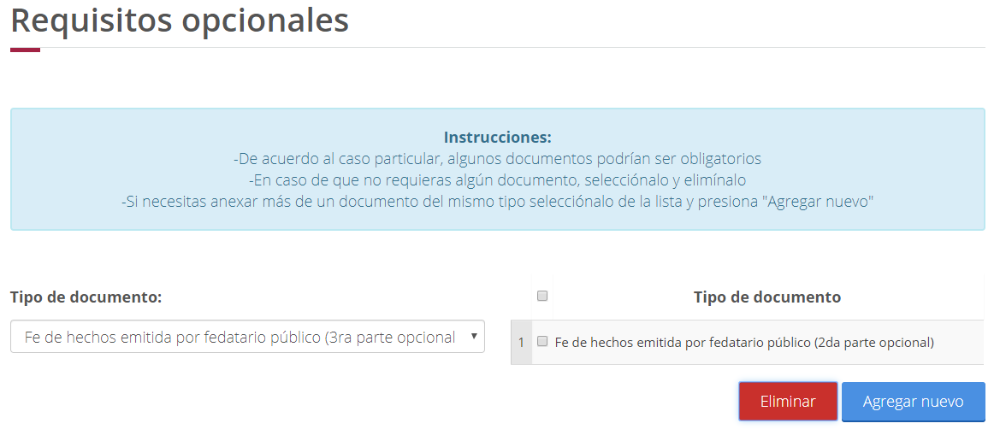 Requisitos opcionales
Instrucciones:
-De acuerdo al caso particular, algunos documentos podrían ser obligatorios
-En caso de que no requieras algún documento, selecciónalo y elimínalo
-Si necesitas anexar más de un documento del mismo tipo selecciónalo de la lista y presiona "Agregar nuevo"
Tipo de documento:
Fe de hechos emitida por fedatario público (3ra parte opcional
Tipo de documento
1 Fe de hechos emitida por fedatario público (2da parte opcional)
Eliminar Agregar nuevo